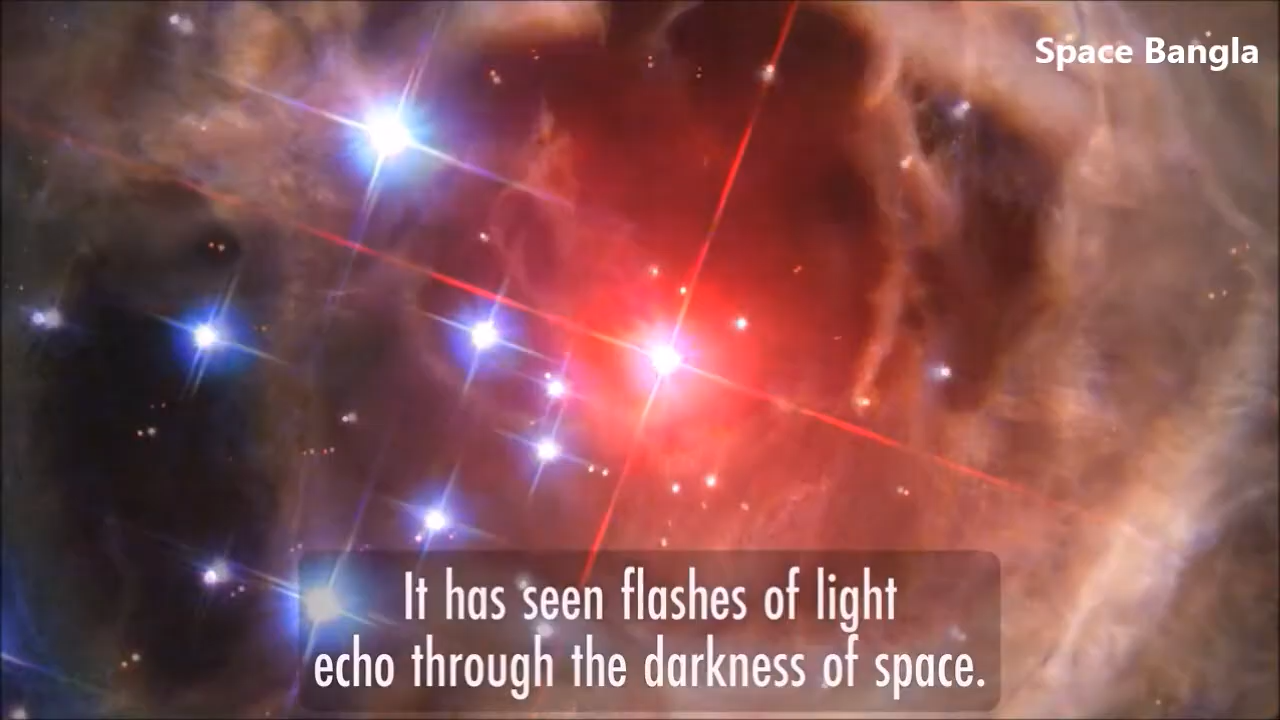 Space Bangla
It has seen flashes of light
echo through the darkness of space.